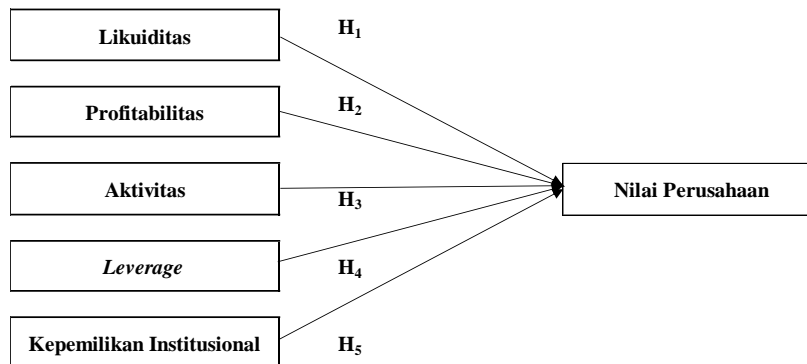 Likuiditas
H₁
Profitabilitas
H₂
Aktivitas
H₃
Nilai Perusahaan
Leverage
H₄
Kepemilikan Institusional
H₅